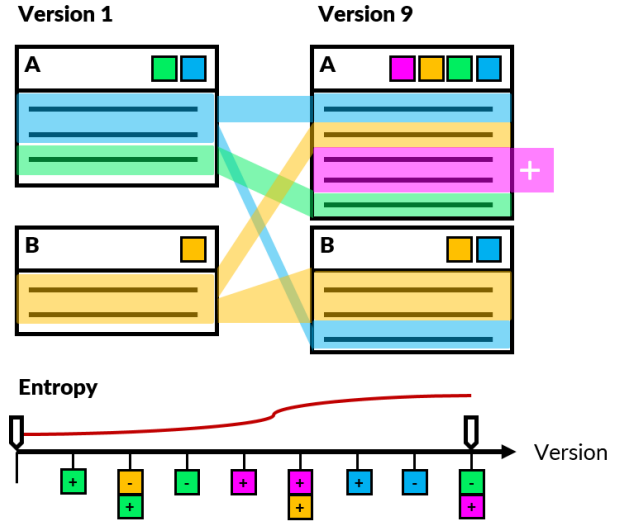 Version 1
Version 9
A
A
+
B
B
Entropy
Version
+ - - + + + - -
+ + +